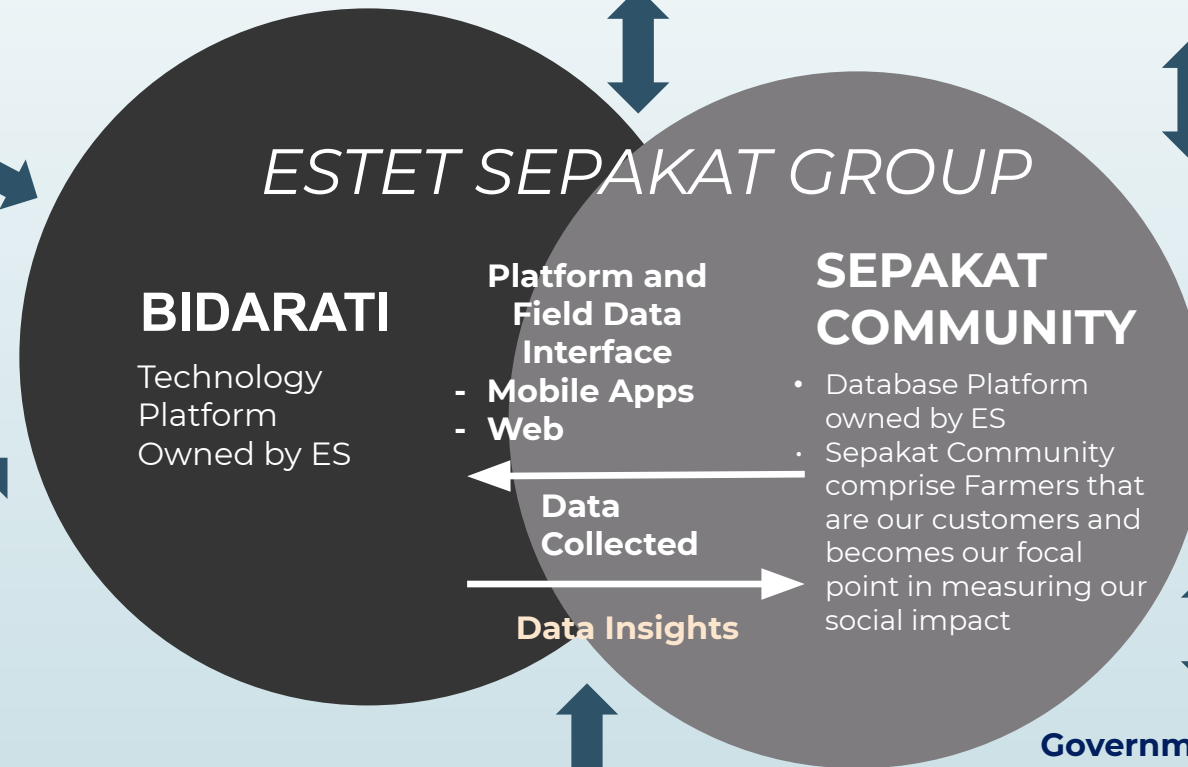 ESTET SEPAKAT GROUP
BIDARATI
Technology
Platform
Owned by ES
Platform and
Field Data
Interface
- Mobile Apps
- Web
Data
Collected
Data Insights
SEPAKAT
COMMUNITY
• Database Platform
owned by ES
• Sepakat Community
comprise Farmers that
are our customers and
becomes our focal
point in measuring our
social impact